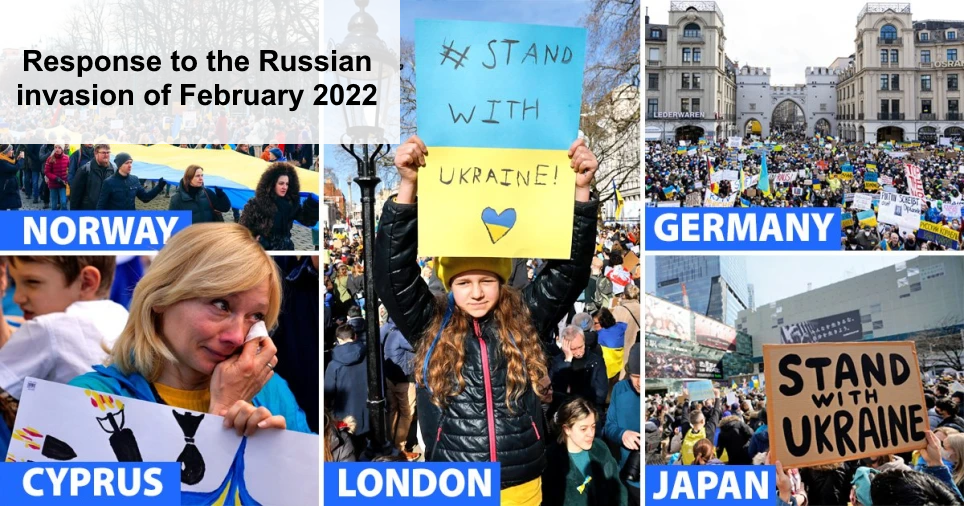 Response to the Russian
invasion of February 2022
NORWAY
# STAND
WITH
UKRAINE!
LEDERWAREN
GERMANY
CYPRUS
LONDON
STAND
WITH
UKRAINE
JAPAN